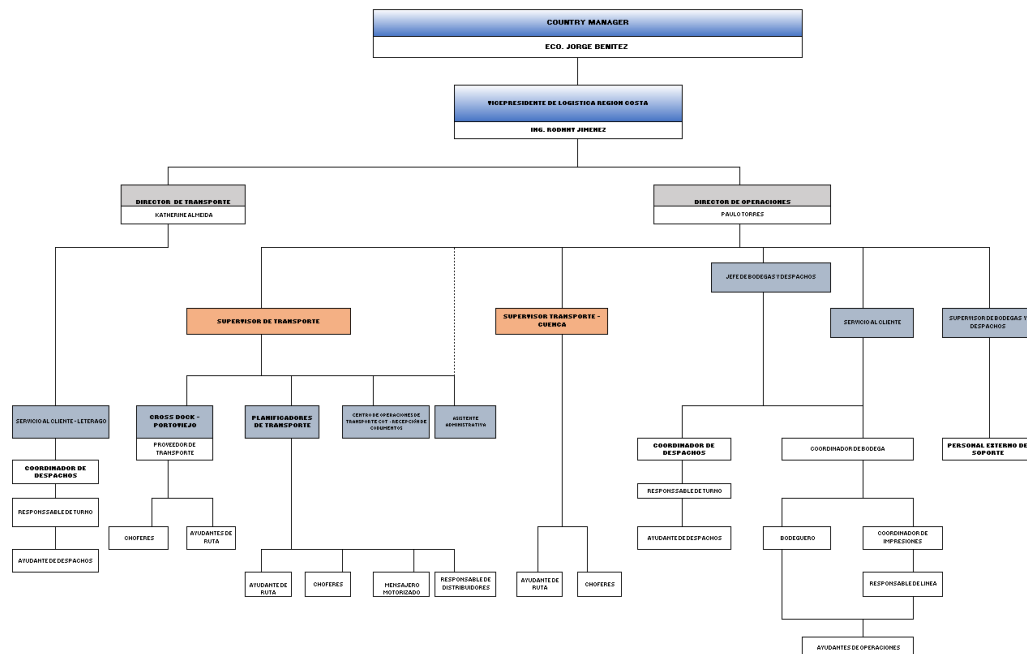 COUNTRY MANAGER
ECO. JORGE BENITEZ
VICEPRESIDENTE DE LOGISTICA REGION COSTA
ING. RODNNY JIMENEZ
DIRECTOR DE TRANSPORTE
KATHERINE ALMEIDA
DIRECTOR DE OPERACIONES
PAULO TORRES
JEFE DE BODEGAS Y DESPACHOS
SUPERVISOR DE TRANSPORTE
SUPERVISOR TRANSPORTE -
CUENCA
SERVICIO AL CLIENTE
SUPERVISOR DE BODEGAS Y
DESPACHOS
SERVICIO AL CLIENTE - LETERAGO
CROSS DOCK -
PORTOVIEJO
PROVEEDOR DE
TRANSPORTE
PLANIFICADORES
DE TRANSPORTE
CENTRO DE OPERACIONES DE
TRANSPORTE COT - RECEPCIÓN DE
CODUMENTOS
ASISTENTE
ADMINISTRATIVA
COORDINADOR DE
DESPACHOS
COORDINADOR DE
DESPACHOS
COORDINADOR DE BODEGA
PERSONAL EXTERNO DE
SOPORTE
RESPONSSABLE DE TURNO
RESPONSSABLE DE TURNO
CHOFERES
AYUDANTES DE
RUTA
AYUDANTE DE DESPACHOS
BODEGUERO
COORDINADOR DE
IMPRESIONES
AYUDANTE DE DESPACHOS
AYUDANTE DE
RUTA
CHOFERES
MENSAJERO
MOTORIZADO
RESPONSABLE DE
DISTRIBUIDORES
AYUDANTE DE
RUTA
CHOFERES
RESPONSABLE DE LINEA
AYUDANTES DE OPERACIONES